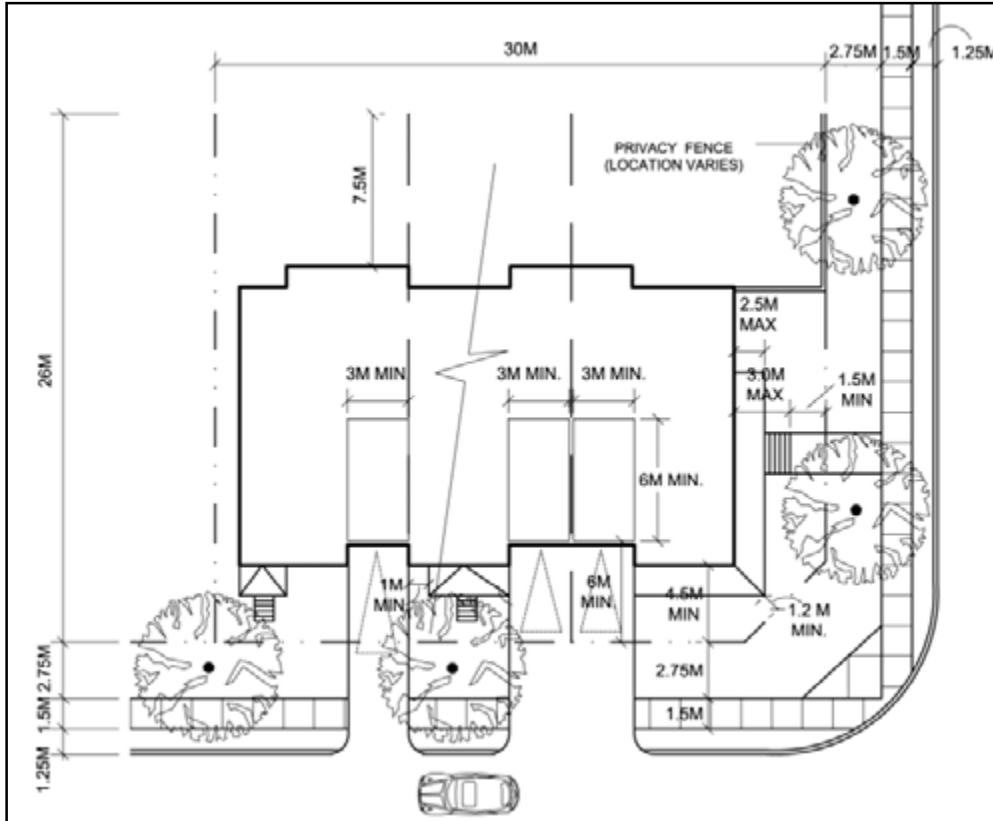 30M
2.75M
1.5M
1.25M
PRIVACY FENCE
(LOCATION VARIES)
7.5M
26M
2.5M
MAX
3M MIN.
3M MIN.
3M MIN.
3.0M
MAX
1.5M
MIN
6M MIN.
1M
MIN
6M
MIN.
4.5M
MIN
1.2 M
MIN.
2.75M
2.75M
1.5M
1.5M
1.25M